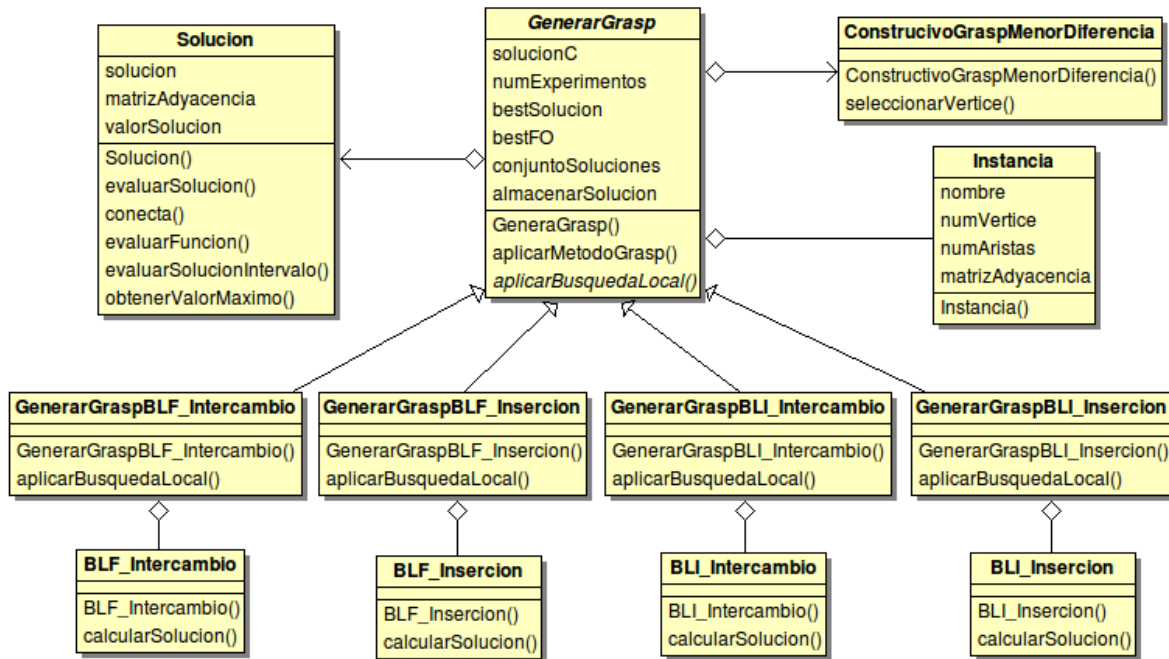 Solucion
solucion
matrizAdyacencia
valorSolucion
Solucion()
evaluarSolucion()
conecta()
evaluarFuncion()
evaluarSolucionIntervalo()
obtenerValorMaximo()
GenerarGrasp
solucionC
numExperimentos
bestSolucion
bestFO
conjuntoSoluciones
almacenarSolucion
GeneraGrasp()
aplicarMetodoGrasp()
aplicarBusquedaLocal()
ConstrucivoGraspMenorDiferencia
ConstructivoGraspMenorDiferencia()
seleccionarVertice()
Instancia
nombre
numVertice
numAristas
matrizAdyacencia
Instancia()
GenerarGraspBLF_Intercambio
GenerarGraspBLF_Intercambio()
aplicarBusquedaLocal()
GenerarGraspBLF_Insercion
GenerarGraspBLF_Insercion()
aplicarBusquedaLocal()
GenerarGraspBLI_Intercambio
GenerarGraspBLI_Intercambio()
aplicarBusquedaLocal()
GenerarGraspBLI_Insercion
GenerarGraspBLI_Insercion()
aplicarBusquedaLocal()
BLF_Intercambio
BLF_Intercambio()
calcularSolucion()
BLF_Insercion
BLF_Insercion()
calcularSolucion()
BLI_Intercambio
BLI_Intercambio()
calcularSolucion()
BLI_Insercion
BLI_Insercion()
calcularSolucion()